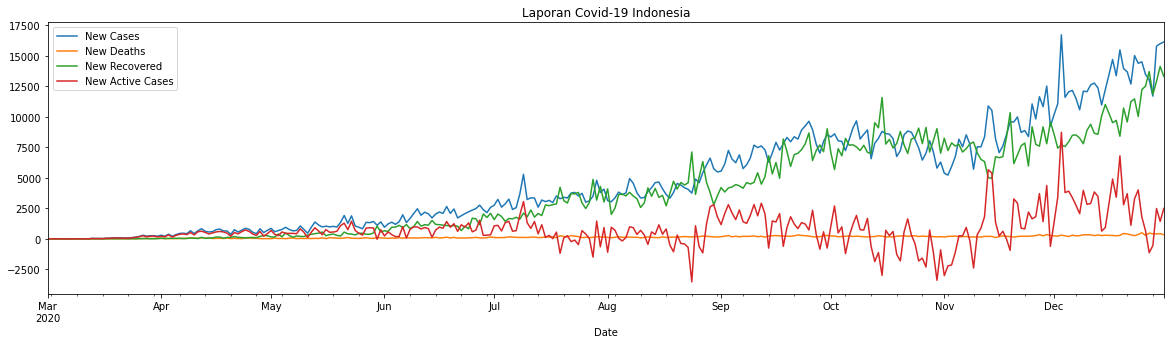 Laporan Covid-19 Indonesia
17500
15000
12500
10000
7500
5000
2500
0
−2500
New Cases
New Deaths
New Recovered
New Active Cases
Mar Apr May Jun Jul Aug Sep Oct Nov Dec
2020
Date